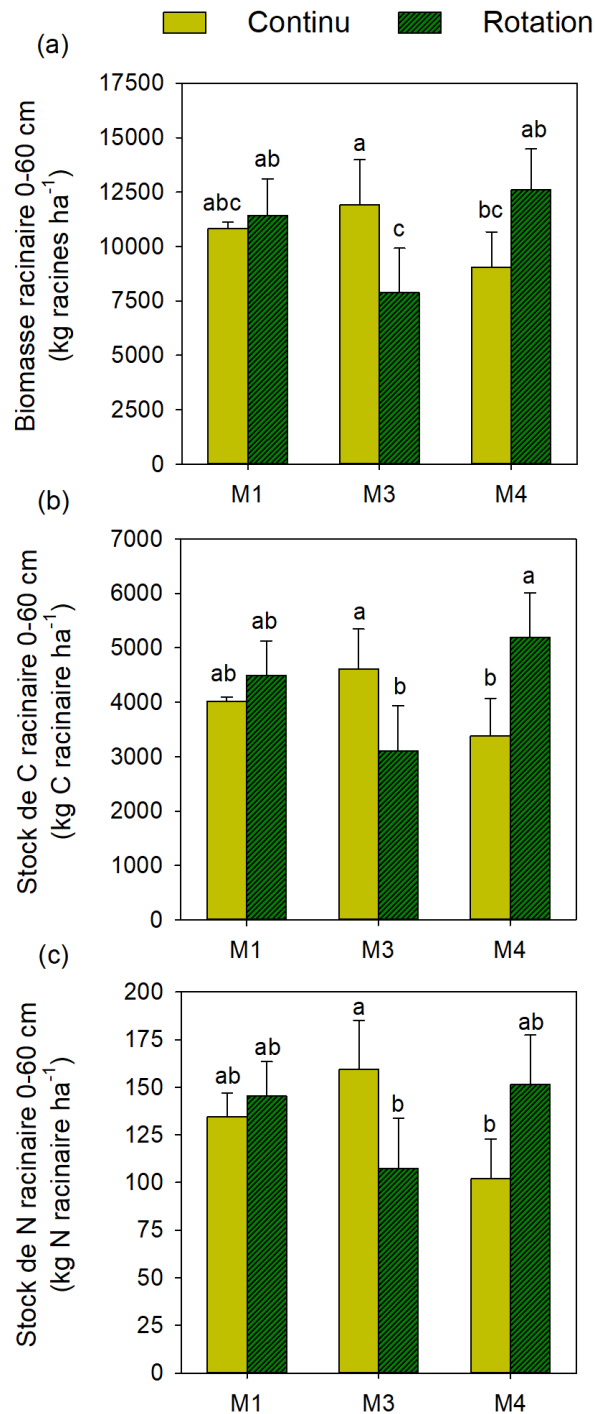 Continu Rotation
(a)
Biomasse racinaire 0-60 cm
(kg racines ha⁻¹)
17500
15000
12500
10000
7500
5000
2500
0
abc
ab
a
c
bc
ab
M1 M3 M4
(b)
Stock de C racinaire 0-60 cm
(kg C racinaire ha⁻¹)
7000
6000
5000
4000
3000
2000
1000
0
ab
ab
a
b
b
a
M1 M3 M4
(c)
Stock de N racinaire 0-60 cm
(kg N racinaire ha⁻¹)
200
175
150
125
100
75
50
25
0
ab
ab
a
b
b
ab
M1 M3 M4